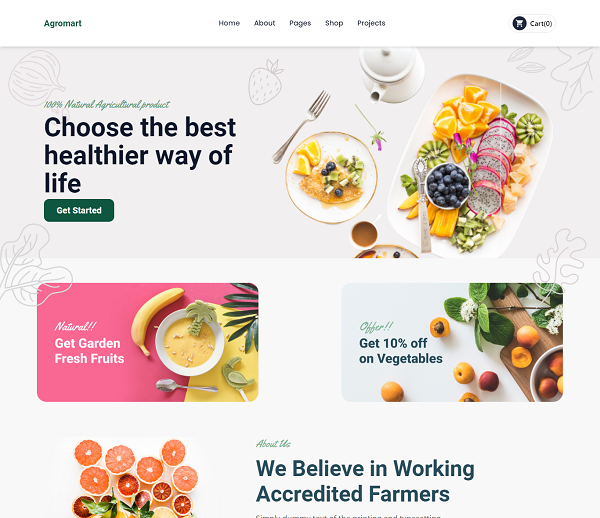 Agromart
Home About Pages Shop Projects
Cart(0)
100% Natural Agricultural product
Choose the best
healthier way of
life
Get Started
Natural!!
Get Garden
Fresh Fruits
Offer!!
Get 10% off
on Vegetables
About Us
We Believe in Working
Accredited Farmers
Simply dummy text of the printing and typesetting